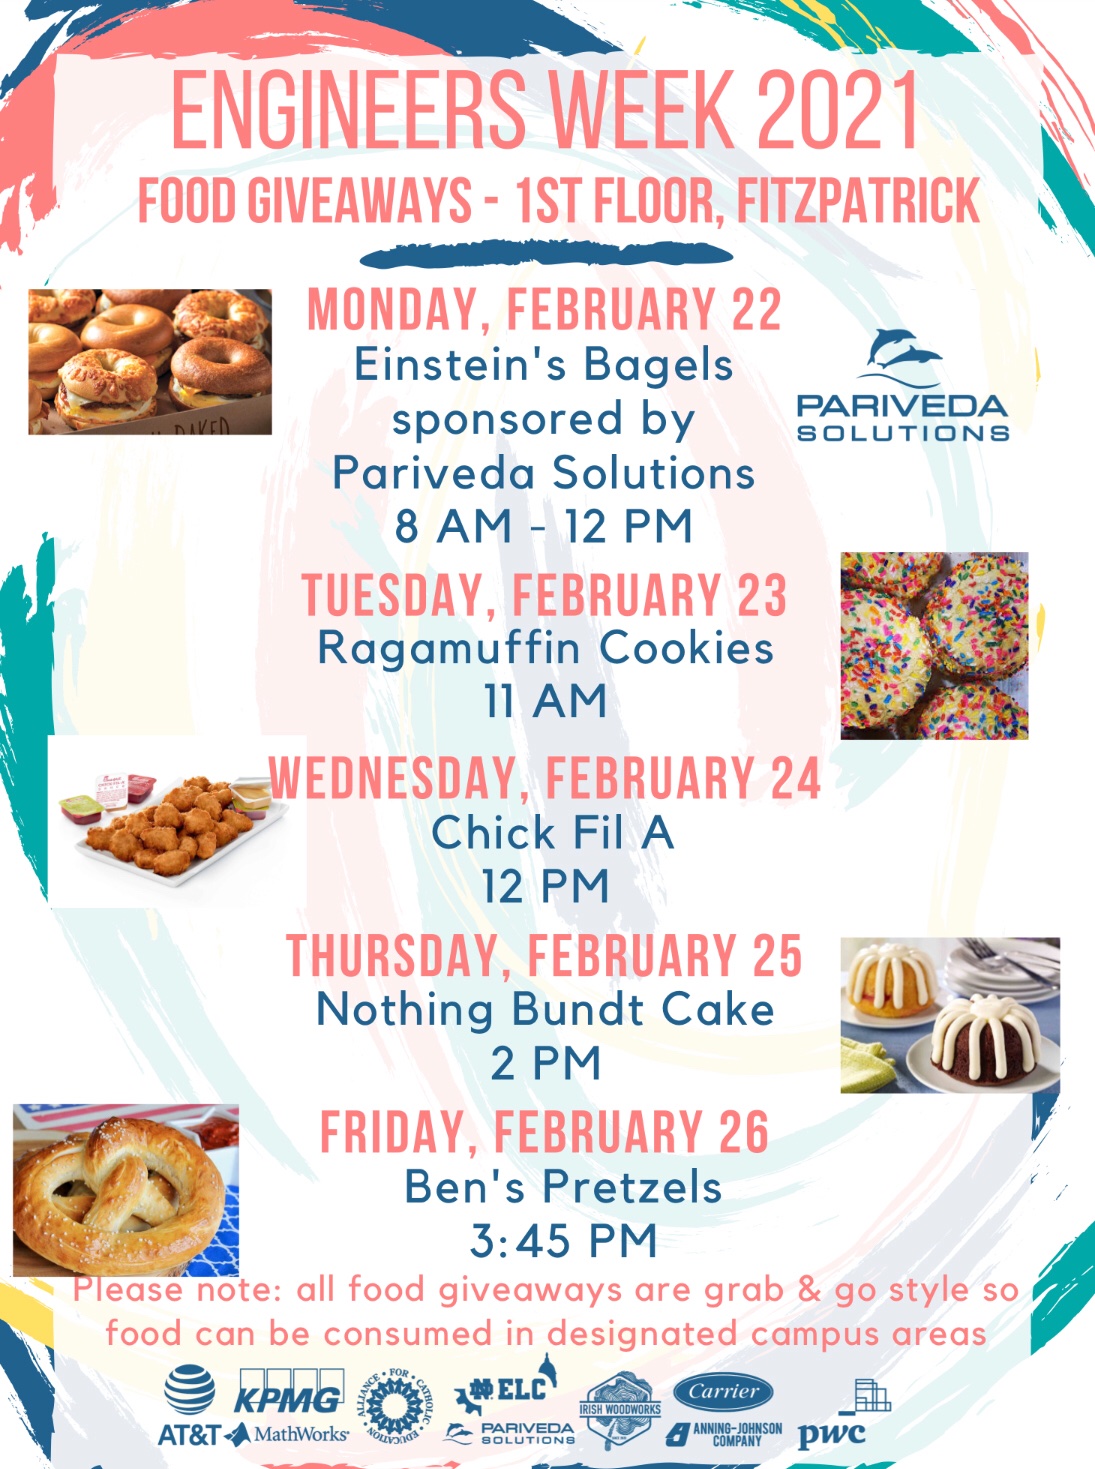 ENGINEERS WEEK 2021
FOOD GIVEAWAYS - 1ST FLOOR, FITZPATRICK
MONDAY, FEBRUARY 22
Einstein's Bagels
sponsored by
Pariveda Solutions
8 AM - 12 PM
PARIVEDA
SOLUTIONS
BAKED
TUESDAY, FEBRUARY 23
Ragamuffin Cookies
11 AM
WEDNESDAY, FEBRUARY 24
Chick Fil A
12 PM
THURSDAY, FEBRUARY 25
Nothing Bundt Cake
2 PM
FRIDAY, FEBRUARY 26
Ben's Pretzels
3:45 PM
Please note: all food giveaways are grab & go style so
food can be consumed in designated campus areas
AT&T
KPMG
MathWorks
ALLIANCE • FOR • CATHOLIC • EDUCATION •
ND ELC
PARIVEDA
SOLUTIONS
IRISH WOODWORKS
Carrier
ANNING-JOHNSON
COMPANY
pwc